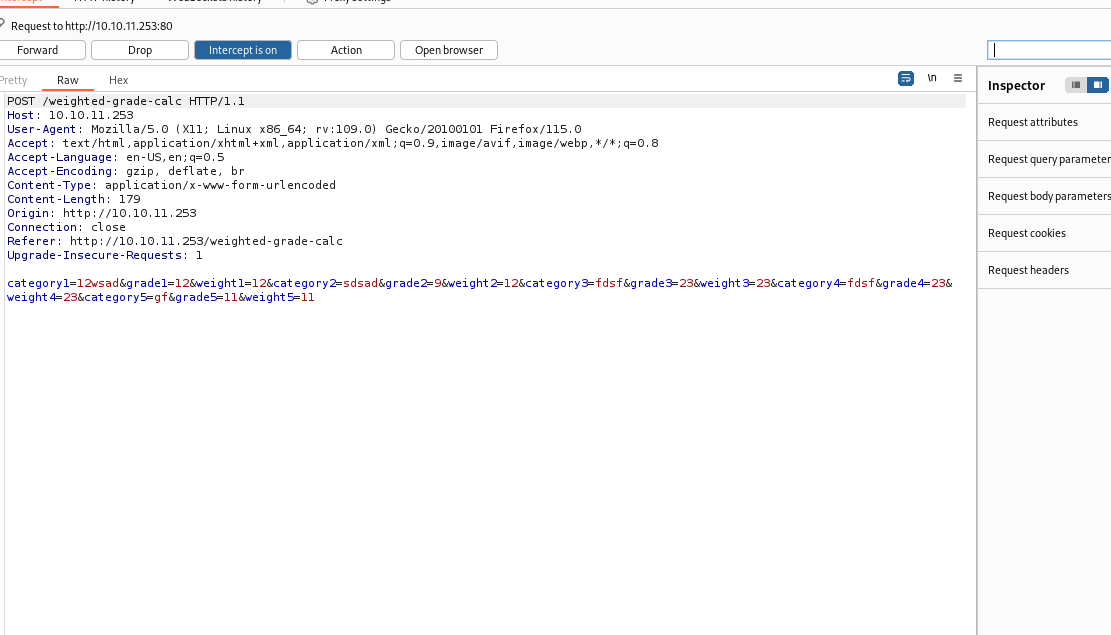 Request to http://10.10.11.253:80
Forward Drop Intercept is on Action Open browser
Pretty Raw Hex \n
POST /weighted-grade-calc HTTP/1.1
Host: 10.10.11.253
User-Agent: Mozilla/5.0 (X11; Linux x86_64; rv:109.0) Gecko/20100101 Firefox/115.0
Accept: text/html,application/xhtml+xml,application/xml;q=0.9,image/avif,image/webp,*/*;q=0.8
Accept-Language: en-US,en;q=0.5
Accept-Encoding: gzip, deflate, br
Content-Type: application/x-www-form-urlencoded
Content-Length: 179
Origin: http://10.10.11.253
Connection: close
Referer: http://10.10.11.253/weighted-grade-calc
Upgrade-Insecure-Requests: 1
category1=12wsad&grade1=12&weight1=12&category2=sdsad&grade2=9&weight2=12&category3=fdsf&grade3=23&weight3=23&category4=fdsf&grade4=23&
weight4=23&category5=gf&grade5=11&weight5=11
Inspector
Request attributes
Request query parameter
Request body parameters
Request cookies
Request headers